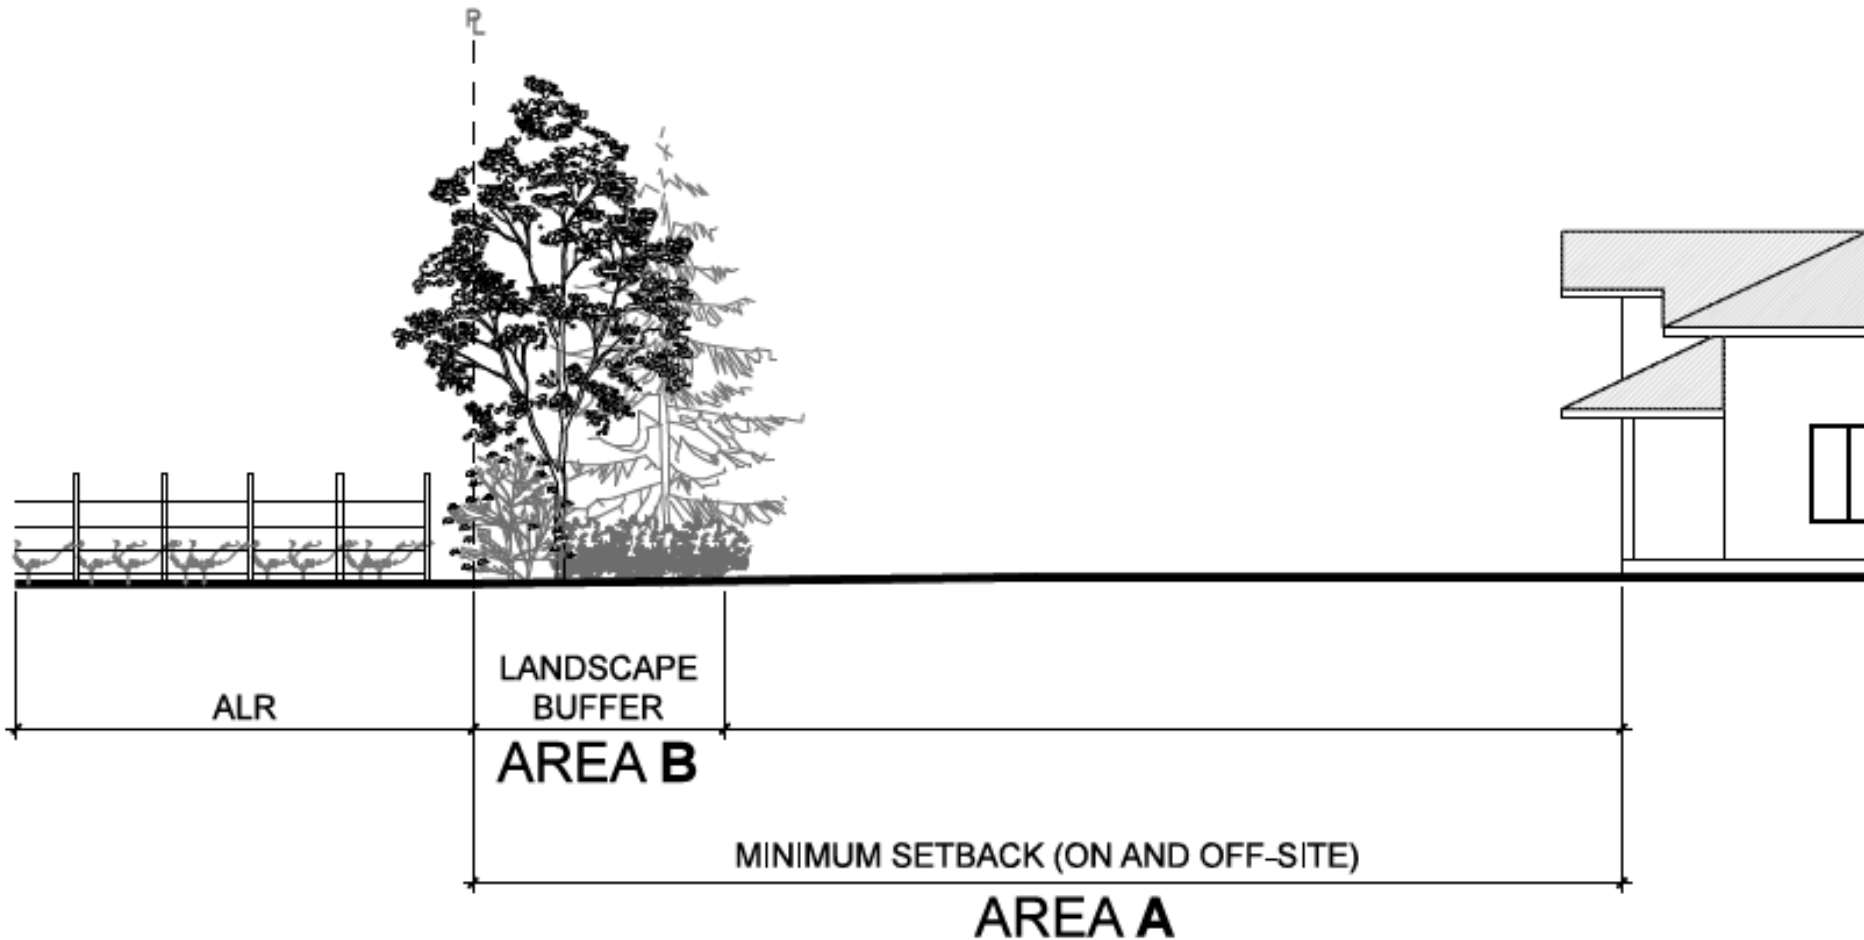 PL
LANDSCAPE
BUFFER
ALR
AREA B
MINIMUM SETBACK (ON AND OFF-SITE)
AREA A